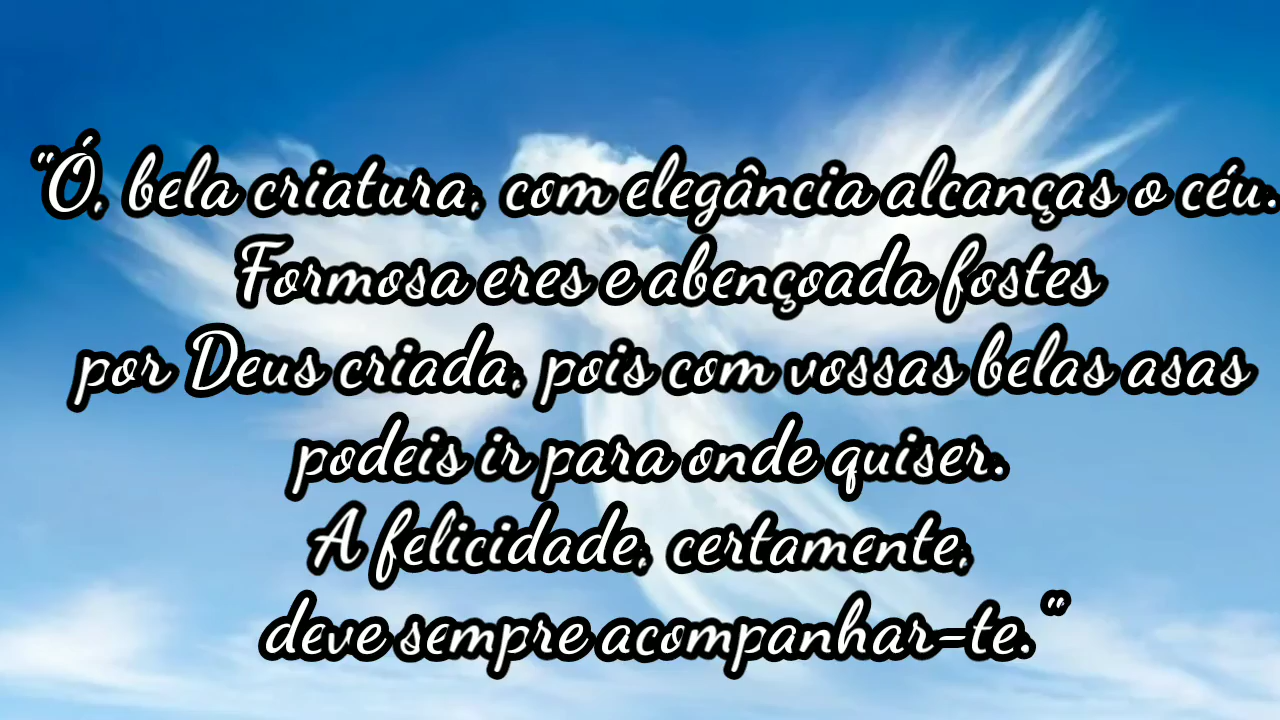 "Ó, bela criatura, com elegância alcanças o céu.
Formosa eres e abençoada fostes
por Deus criada, pois com vossas belas asas
podeis ir para onde quiser.
A felicidade, certamente,
deve sempre acompanhar-te."